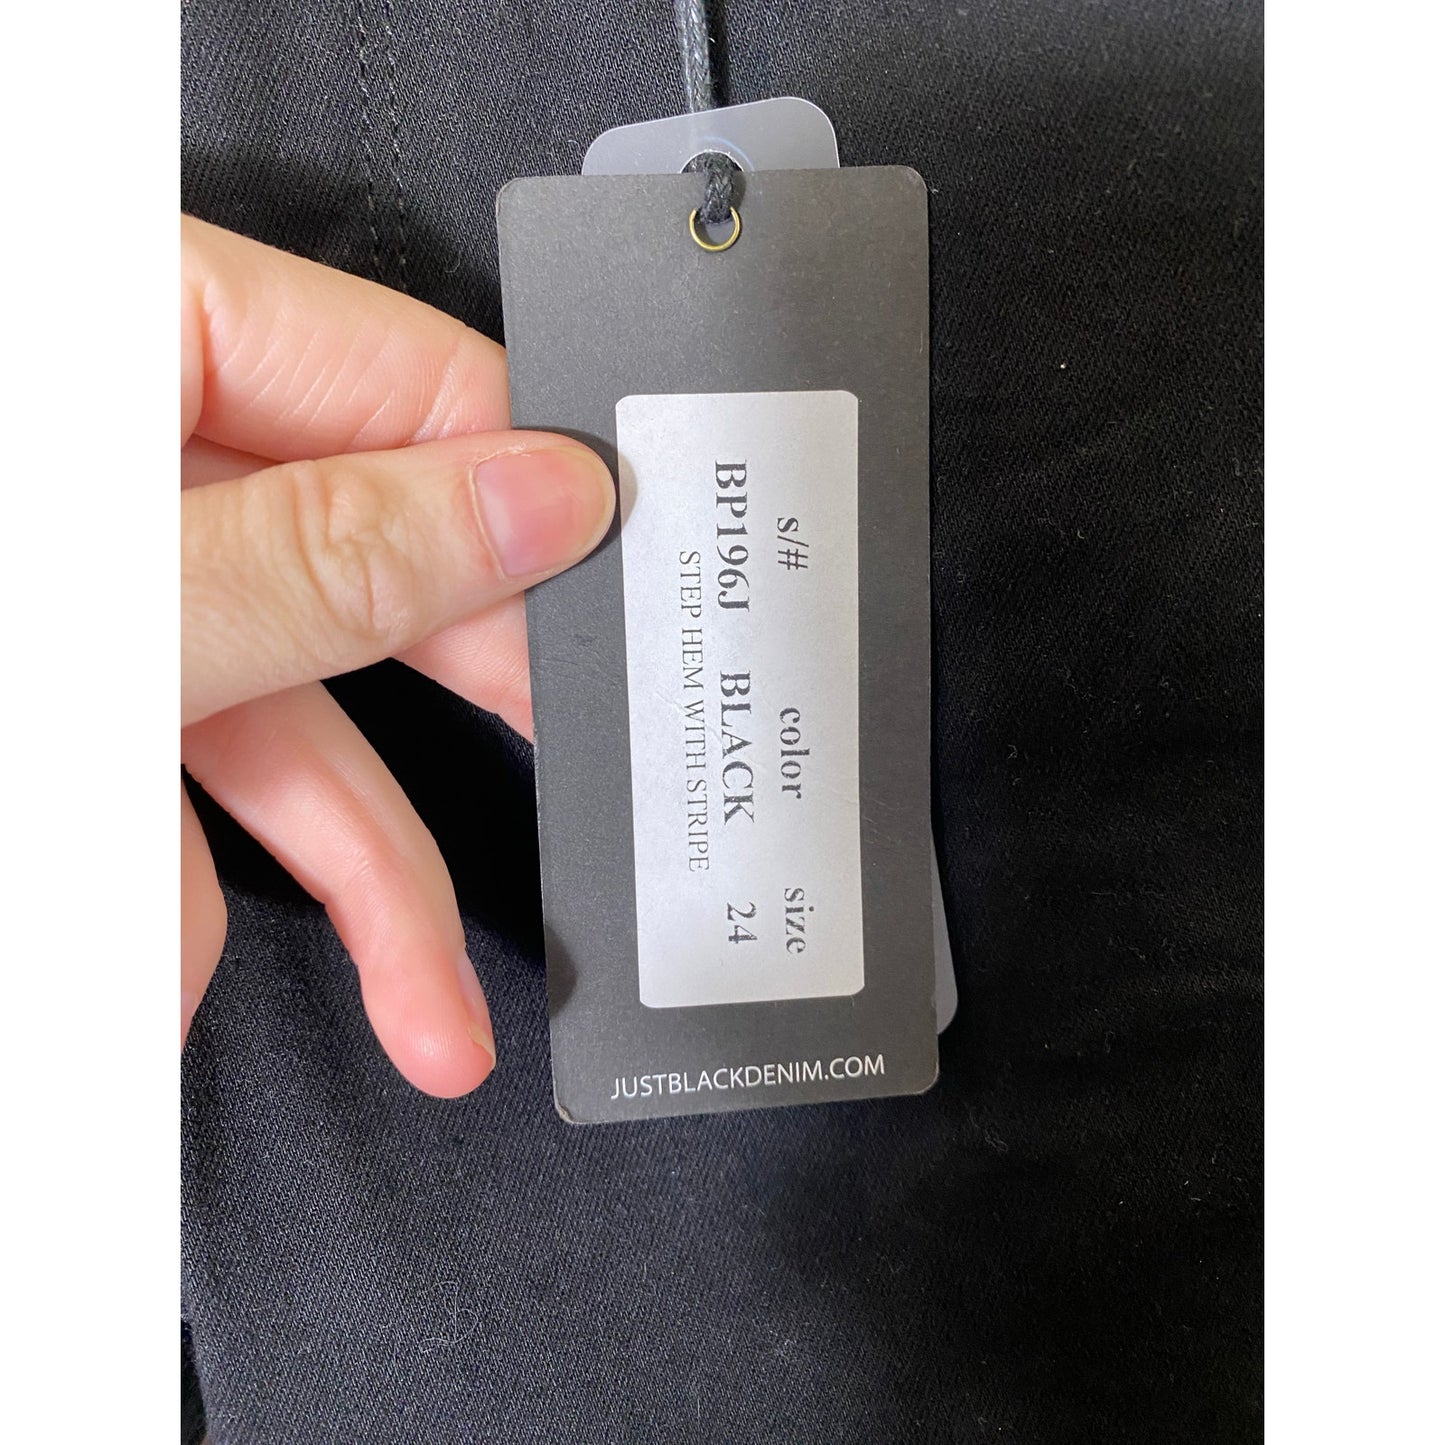 s/# color size
BP196J BLACK 24
STEP HEM WITH STRIPE
JUSTBLACKDENIM.COM